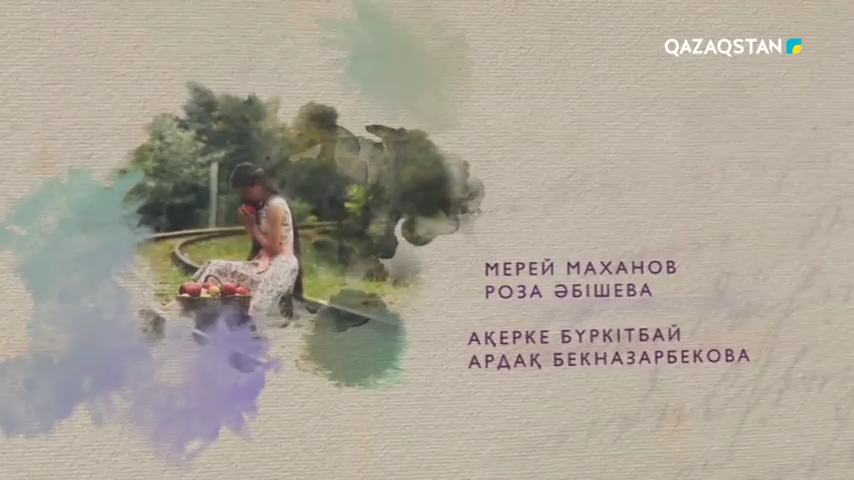 QAZAQSTAN
МЕРЕЙ МАХАНОВ
РОЗА ӘБІШЕВА
АҚЕРКЕ БҮРКІТБАЙ
АРДАҚ БЕКНАЗАРБЕКОВА